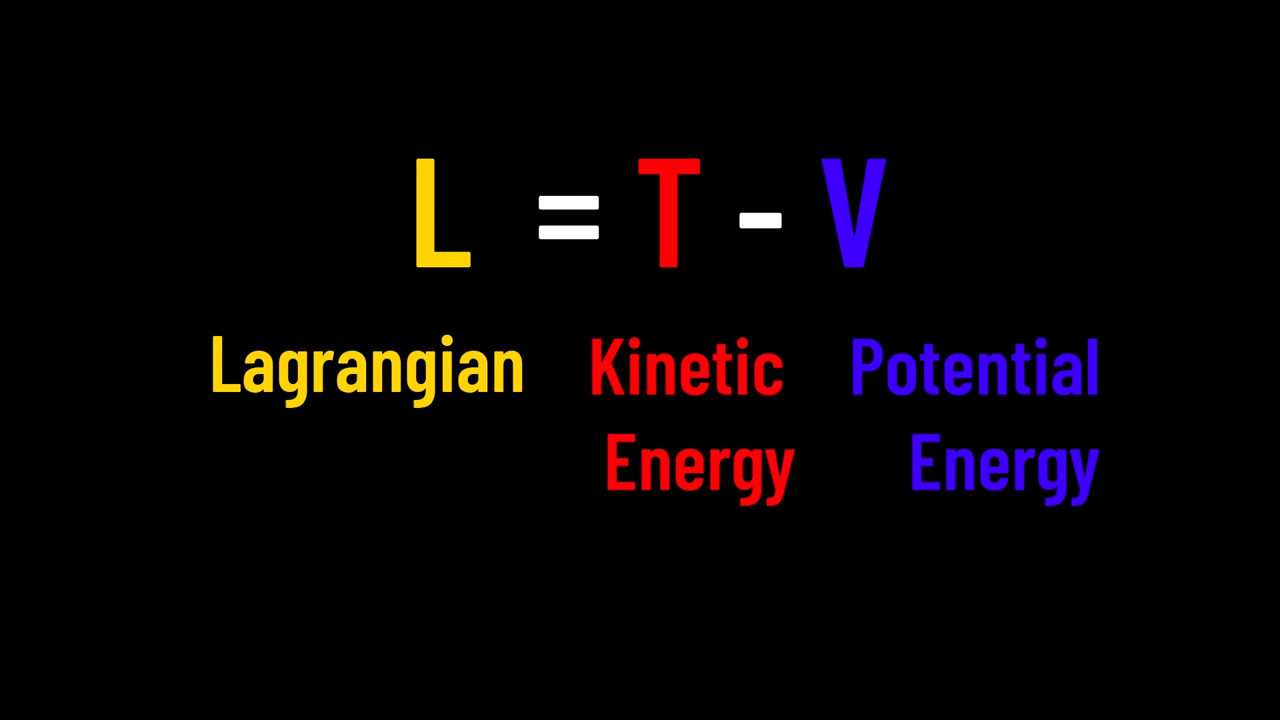 L = T - V
Lagrangian Kinetic Potential
Energy Energy